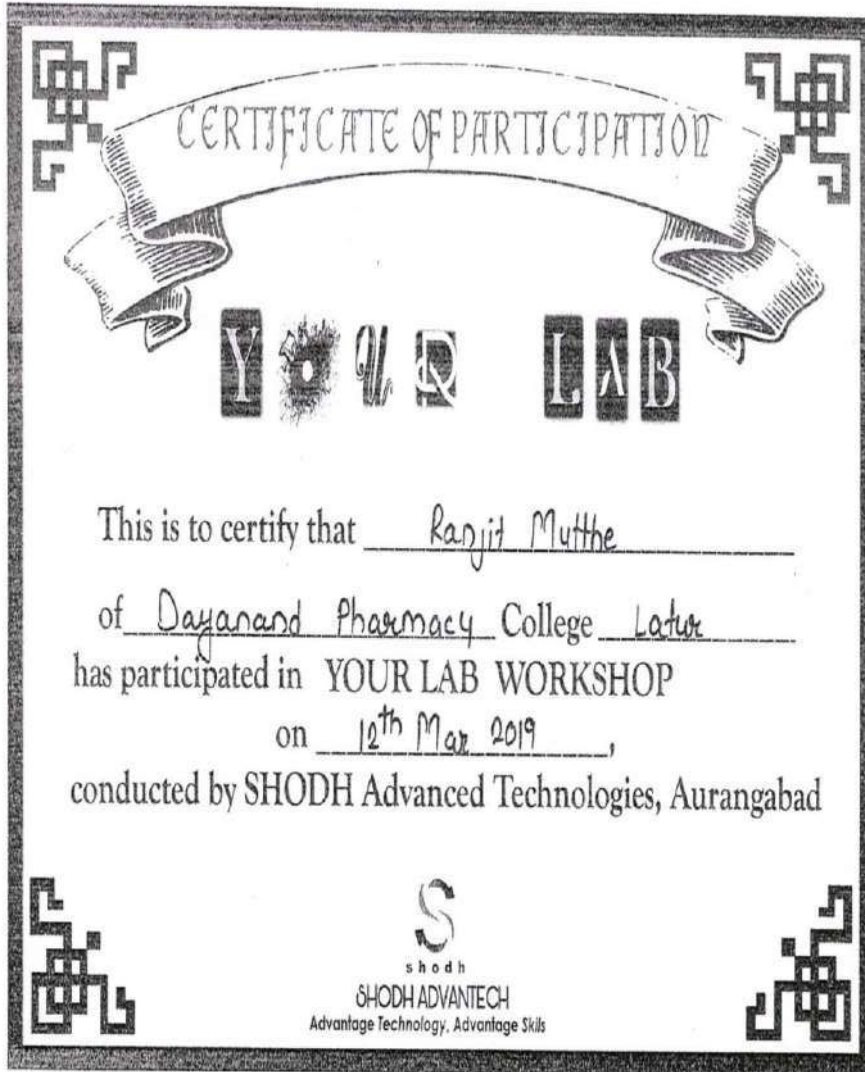 CERTIFICATE OF PARTICIPATION
YOUR LAB
This is to certify that Ranjit Mutthe
of Dayanand Pharmacy College Latur
has participated in YOUR LAB WORKSHOP
on 12th Mar 2019,
conducted by SHODH Advanced Technologies, Aurangabad
S
shodh
SHODH ADVANTECH
Advantage Technology, Advantage Skils